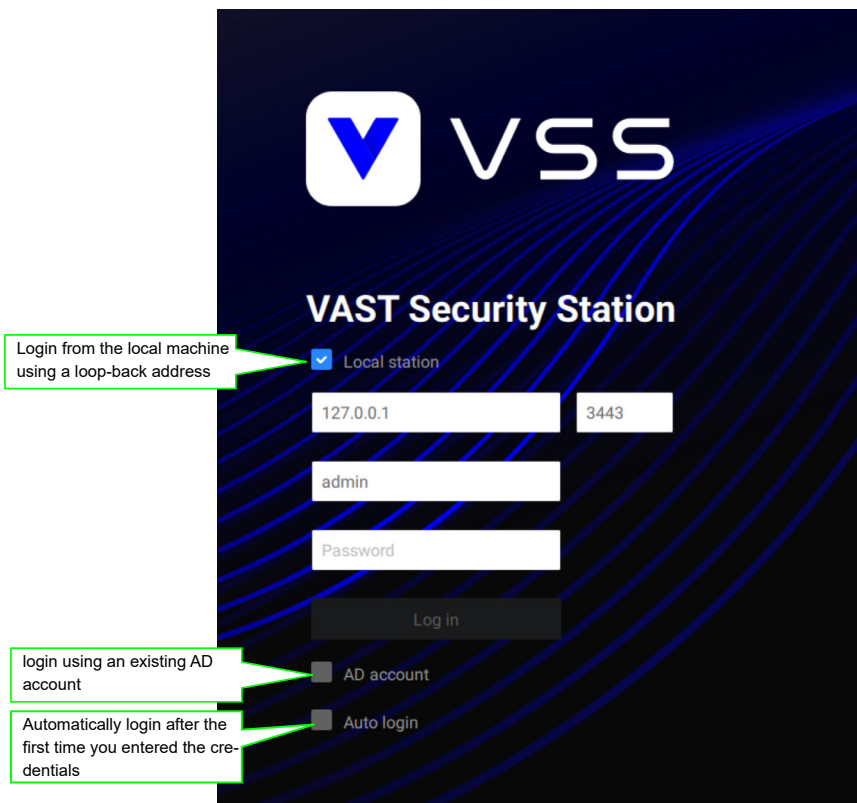 VSS
VAST Security Station
Login from the local machine
using a loop-back address
Local station
127.0.0.1 3443
admin
Password
Log in
login using an existing AD
account
AD account
Automatically login after the
first time you entered the cre-
dentials
Auto login